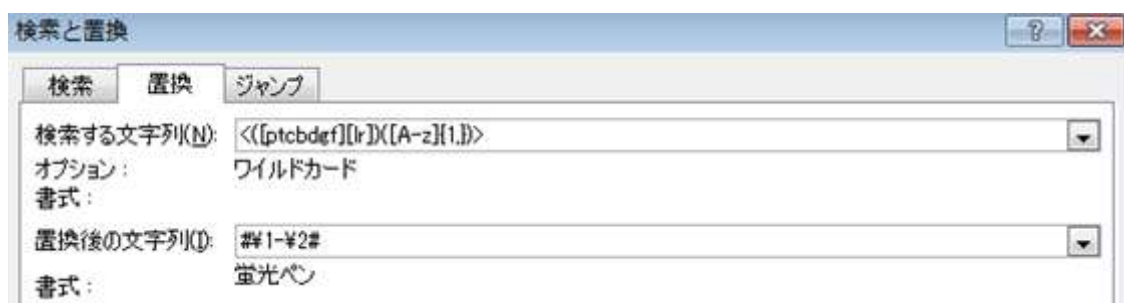 検索と置換
検索 置換 ジャンプ
検索する文字列(N): <([ptcbdgf][lr])([A-z]{1,})>
オプション: ワイルドカード
書式:
置換後の文字列(I): #¥1-¥2#
書式: 蛍光ペン